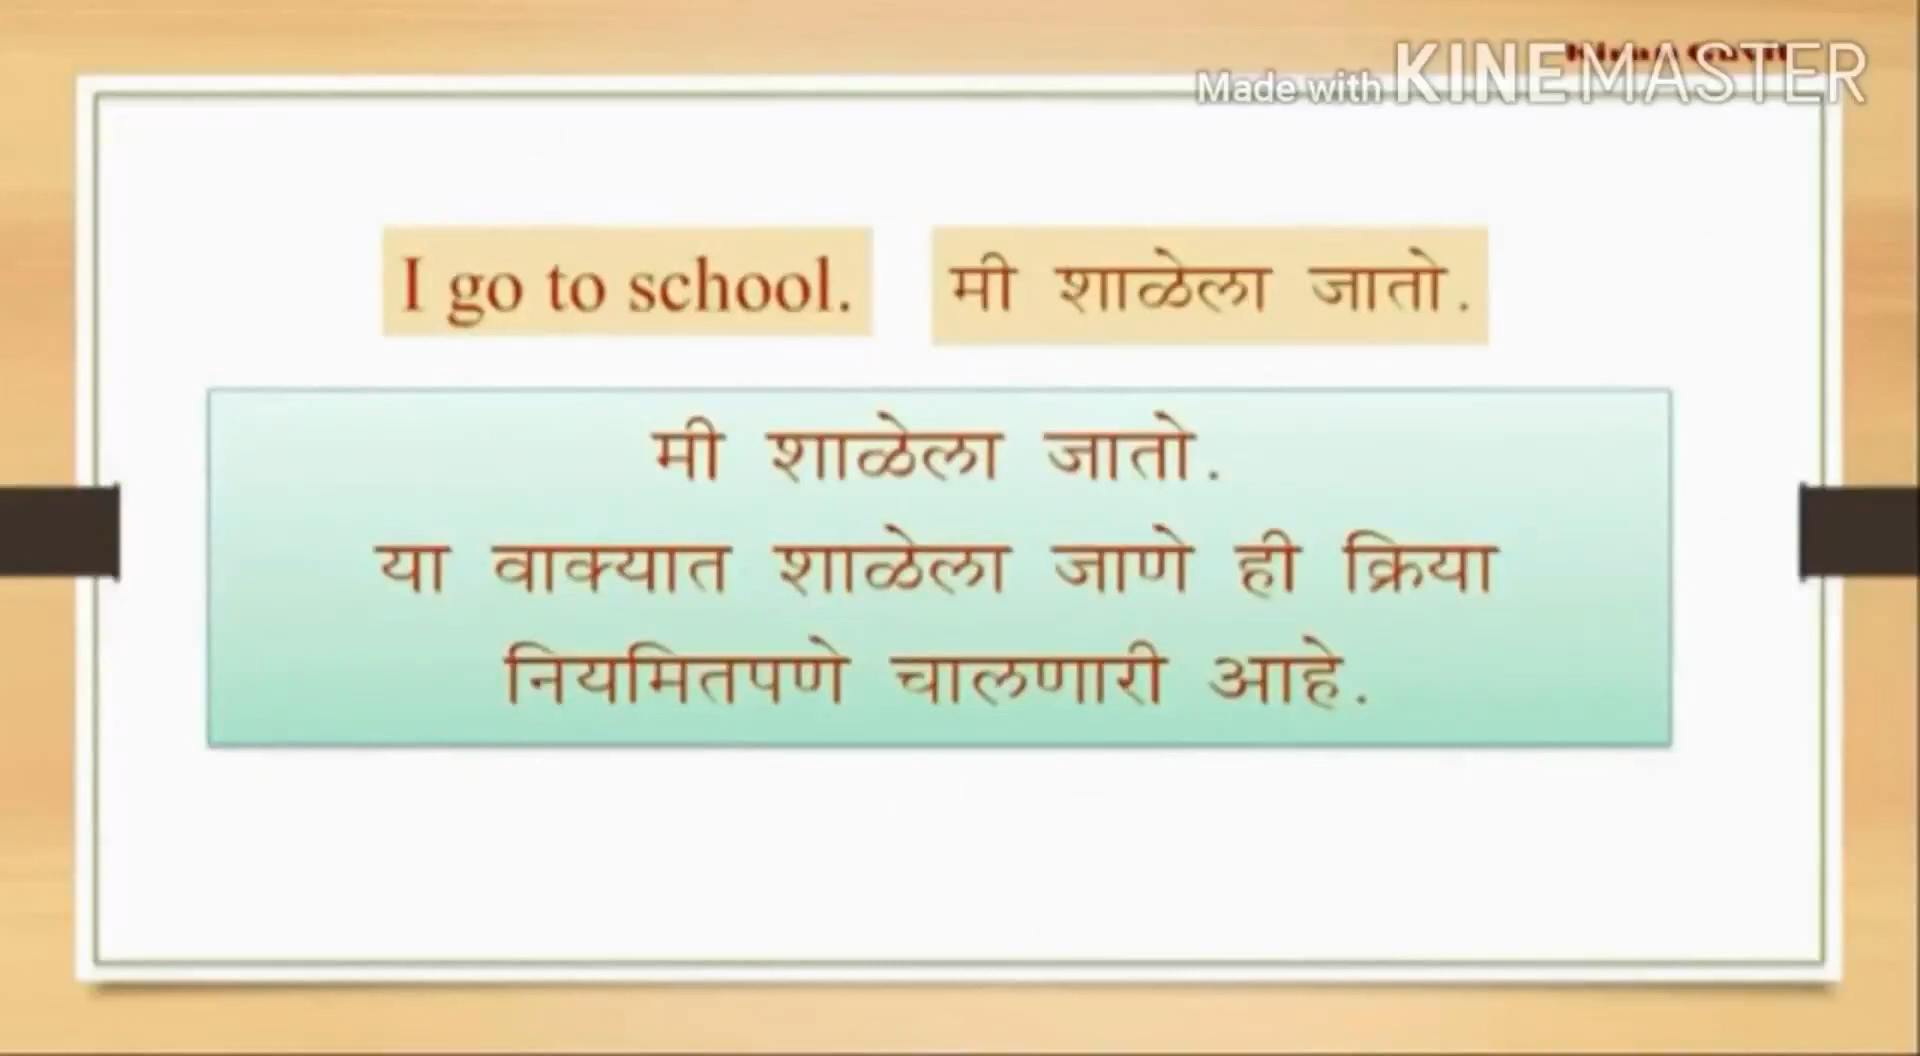 Made with KINEMASTER
I go to school. मी शाळेला जातो.
मी शाळेला जातो.
या वाक्यात शाळेला जाणे ही क्रिया
नियमितपणे चालणारी आहे.